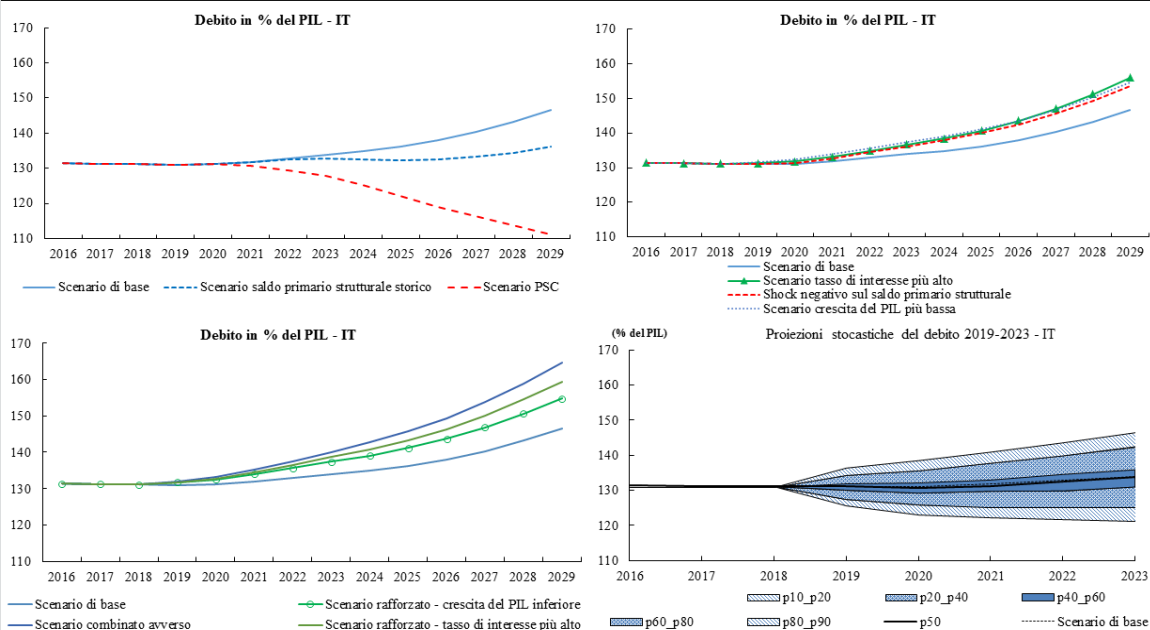 Debito in % del PIL - IT
170
160
150
140
130
120
110
2016 2017 2018 2019 2020 2021 2022 2023 2024 2025 2026 2027 2028 2029
Scenario di base Scenario saldo primario strutturale storico Scenario PSC
Debito in % del PIL - IT
170
160
150
140
130
120
110
2016 2017 2018 2019 2020 2021 2022 2023 2024 2025 2026 2027 2028 2029
Scenario di base
Scenario tasso di interesse più alto
Shock negativo sul saldo primario strutturale
Scenario crescita del PIL più bassa
Debito in % del PIL - IT
170
160
150
140
130
120
110
2016 2017 2018 2019 2020 2021 2022 2023 2024 2025 2026 2027 2028 2029
Scenario di base Scenario rafforzato - crescita del PIL inferiore
Scenario combinato avverso Scenario rafforzato - tasso di interesse più alto
(% del PIL) Proiezioni stocastiche del debito 2019-2023 - IT
170
160
150
140
130
120
110
2016 2017 2018 2019 2020 2021 2022 2023
p10_p20 p20_p40 p40_p60
p60_p80 p80_p90 p50 Scenario di base